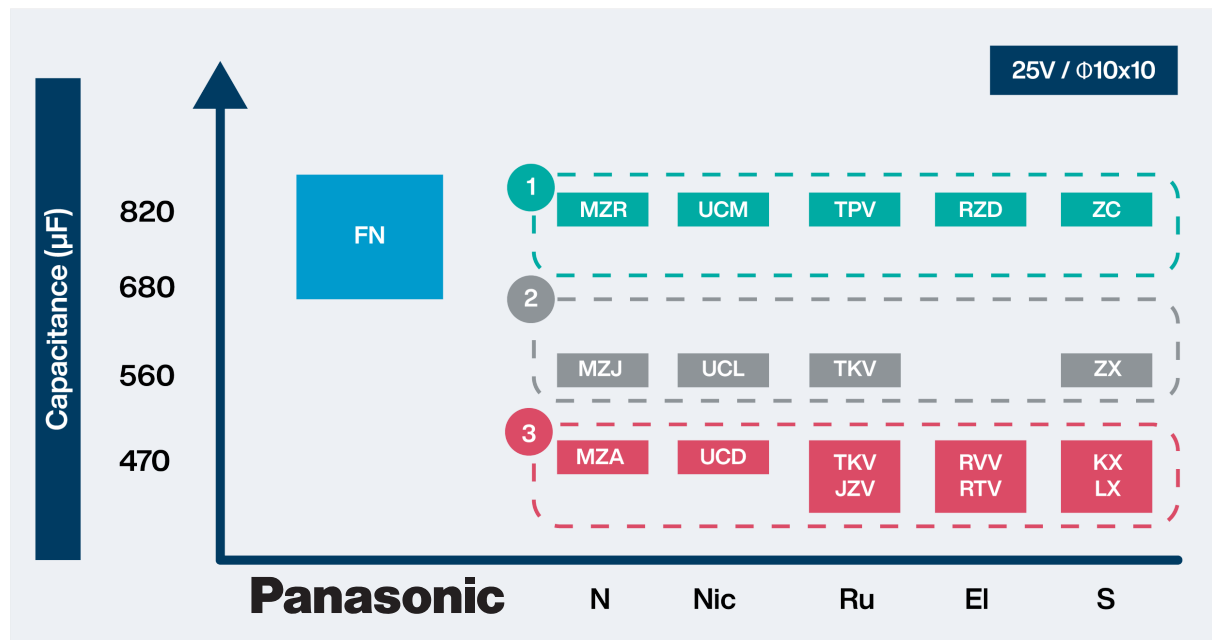 25V / Φ10x10
Capacitance (µF)
820
680
560
470
FN
1
MZR
UCM
TPV
RZD
ZC
2
MZJ
UCL
TKV
ZX
3
MZA
UCD
TKV
JZV
RVV
RTV
KX
LX
Panasonic
N
Nic
Ru
El
S